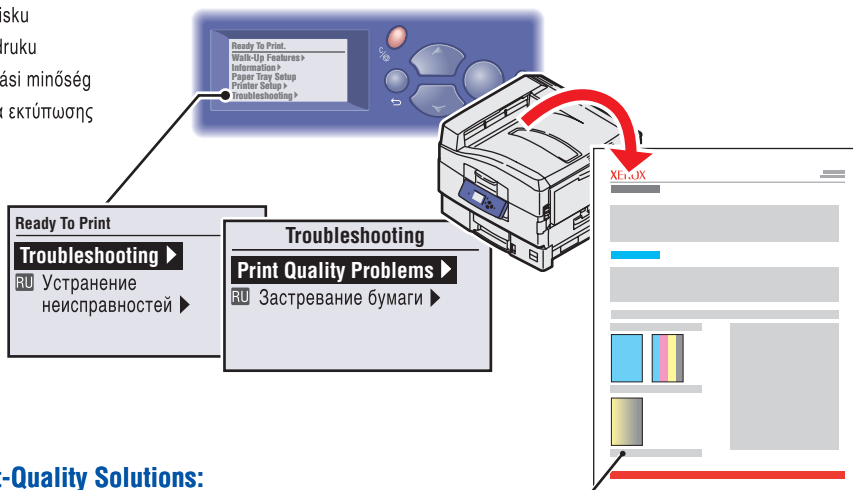 isku
druku
ási minőség
α εκτύπωσης
Ready To Print.
Walk-Up Features
Information
Paper Tray Setup
Printer Setup
Troubleshooting
Ready To Print
Troubleshooting
RU Устранение
неисправностей
Troubleshooting
Print Quality Problems
RU Застревание бумаги
XEROX
t-Quality Solutions: